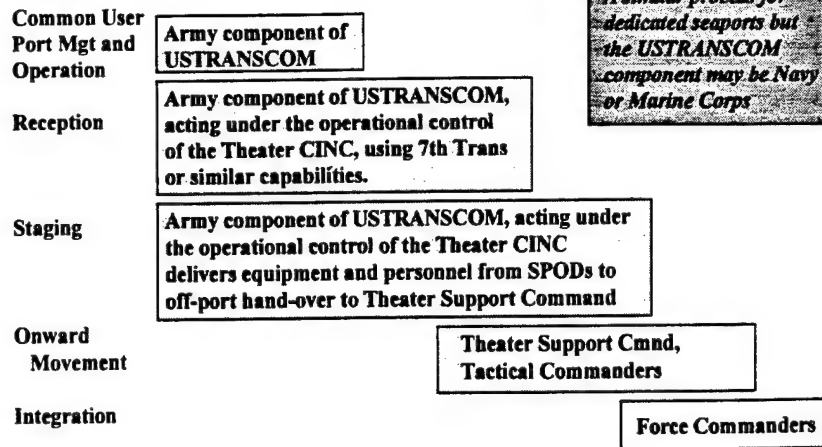 Common User
Port Mgt and
Operation
Army component of
USTRANSCOM
dedicated seaports but
the USTRANSCOM
component may be Navy
or Marine Corps
Reception
Army component of USTRANSCOM,
acting under the operational control
of the Theater CINC, using 7th Trans
or similar capabilities.
Staging
Army component of USTRANSCOM, acting under
the operational control of the Theater CINC
delivers equipment and personnel from SPODs to
off-port hand-over to Theater Support Command
Onward
Movement
Theater Support Cmnd,
Tactical Commanders
Integration
Force Commanders